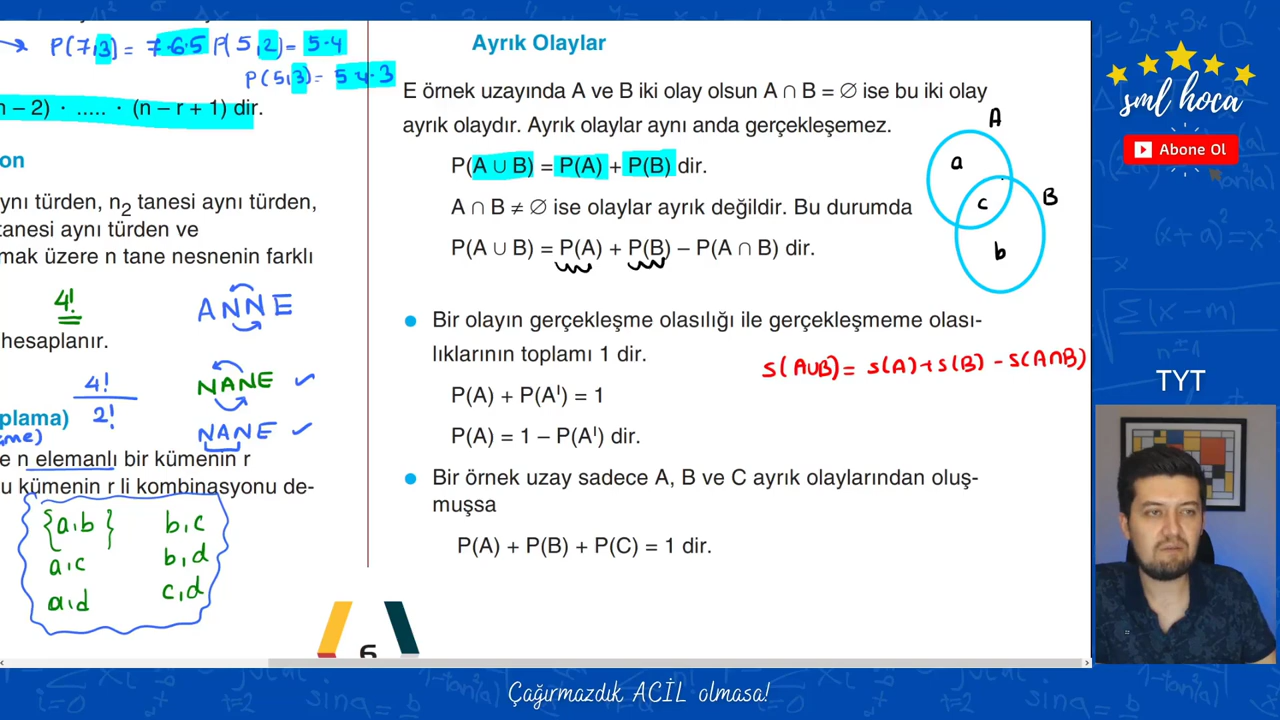 P(7,3) = 7·6·5 P(5,2) = 5·4
P(5,3) = 5·4·3
n – 2) · ..... · (n – r + 1) dir.
on
ynı türden, n2 tanesi aynı türden,
tanesi aynı türden ve
mak üzere n tane nesnenin farklı
4!
ANNE
hesaplanır.
4!
2!
NANE ✓
NANE ✓
plama)
me)
e n elemanlı bir kümenin r
u kümenin r li kombinasyonu de-
{a,b} b,c
a,c b,d
a,d c,d
Ayrık Olaylar
E örnek uzayında A ve B iki olay olsun A ∩ B = ∅ ise bu iki olay
ayrık olaydır. Ayrık olaylar aynı anda gerçekleşemez.
P(A ∪ B) = P(A) + P(B) dir.
A ∩ B ≠ ∅ ise olaylar ayrık değildir. Bu durumda
P(A ∪ B) = P(A) + P(B) – P(A ∩ B) dir.
A
a
c
B
b
● Bir olayın gerçekleşme olasılığı ile gerçekleşmeme olası-
lıklarının toplamı 1 dir.
s(A∪B) = s(A)+s(B) - s(A∩B)
P(A) + P(Aᑊ) = 1
P(A) = 1 – P(Aᑊ) dir.
● Bir örnek uzay sadece A, B ve C ayrık olaylarından oluş-
muşsa
P(A) + P(B) + P(C) = 1 dir.
6
sml hoca
Abone Ol
TYT
Çağırmazdık ACİL olmasa!